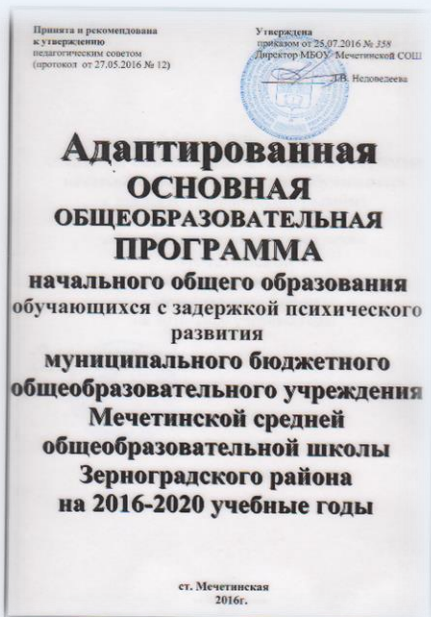 Принята и рекомендована
к утверждению
педагогическим советом
(протокол от 27.05.2016 № 12)
Утверждена
приказом от 25.07.2016 № 358
Директор МБОУ Мечетинской СОШ
Адаптированная
ОСНОВНАЯ
ОБЩЕОБРАЗОВАТЕЛЬНАЯ
ПРОГРАММА
начального общего образования
обучающихся с задержкой психического
развития
муниципального бюджетного
общеобразовательного учреждения
Мечетинской средней
общеобразовательной школы
Зерноградского района
на 2016-2020 учебные годы
ст. Мечетинская
2016г.